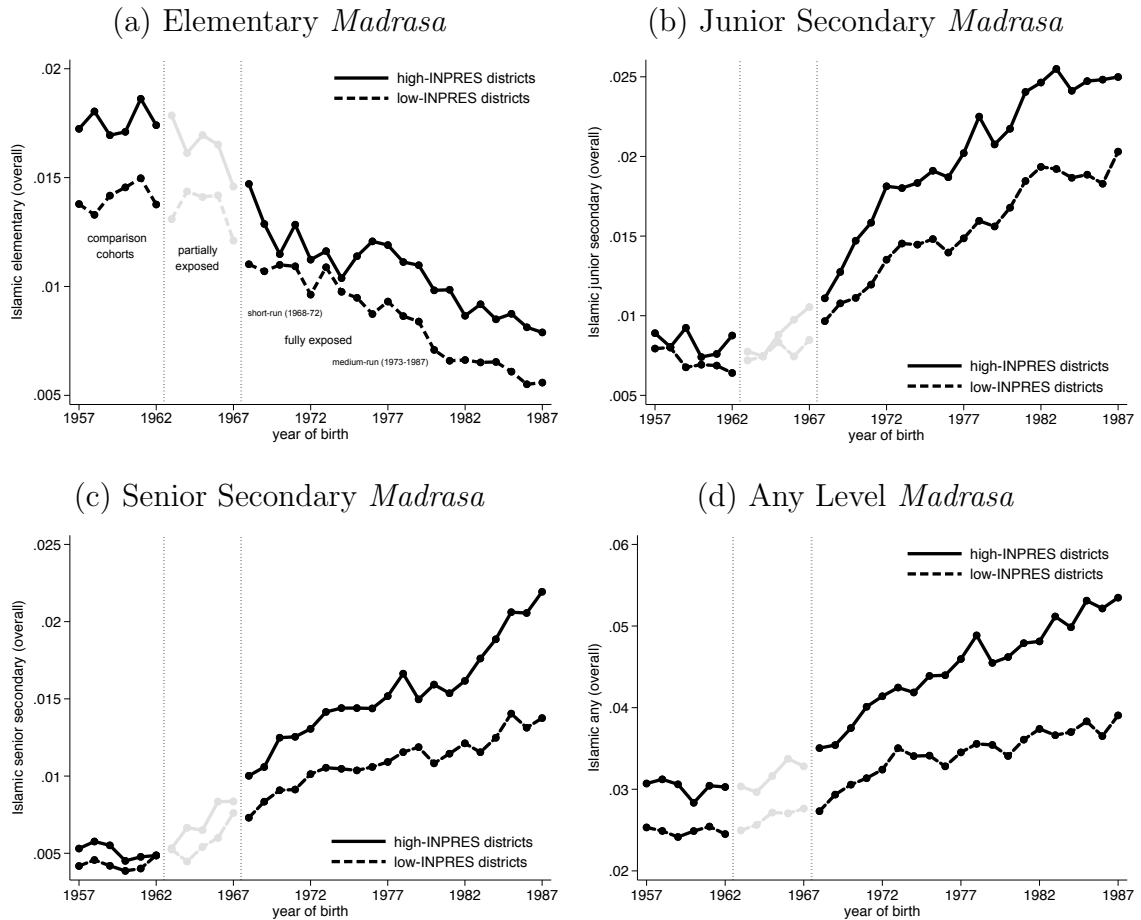 (a) Elementary Madrasa
.02
.015
.01
.005
Islamic elementary (overall)
high-INPRES districts
low-INPRES districts
comparison
cohorts
partially
exposed
short-run (1968-72)
fully exposed
medium-run (1973-1987)
1957 1962 1967 1972 1977 1982 1987
year of birth
(b) Junior Secondary Madrasa
.025
.02
.015
.01
.005
Islamic junior secondary (overall)
high-INPRES districts
low-INPRES districts
1957 1962 1967 1972 1977 1982 1987
year of birth
(c) Senior Secondary Madrasa
.025
.02
.015
.01
.005
Islamic senior secondary (overall)
high-INPRES districts
low-INPRES districts
1957 1962 1967 1972 1977 1982 1987
year of birth
(d) Any Level Madrasa
.06
.05
.04
.03
.02
Islamic any (overall)
high-INPRES districts
low-INPRES districts
1957 1962 1967 1972 1977 1982 1987
year of birth